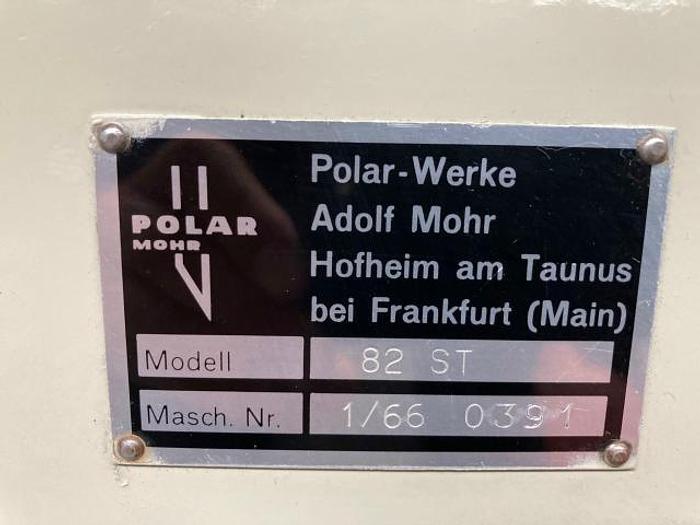 POLAR
MOHR
Polar-Werke
Adolf Mohr
Hofheim am Taunus
bei Frankfurt (Main)
Modell 82 ST
Masch. Nr. 1/66 0391